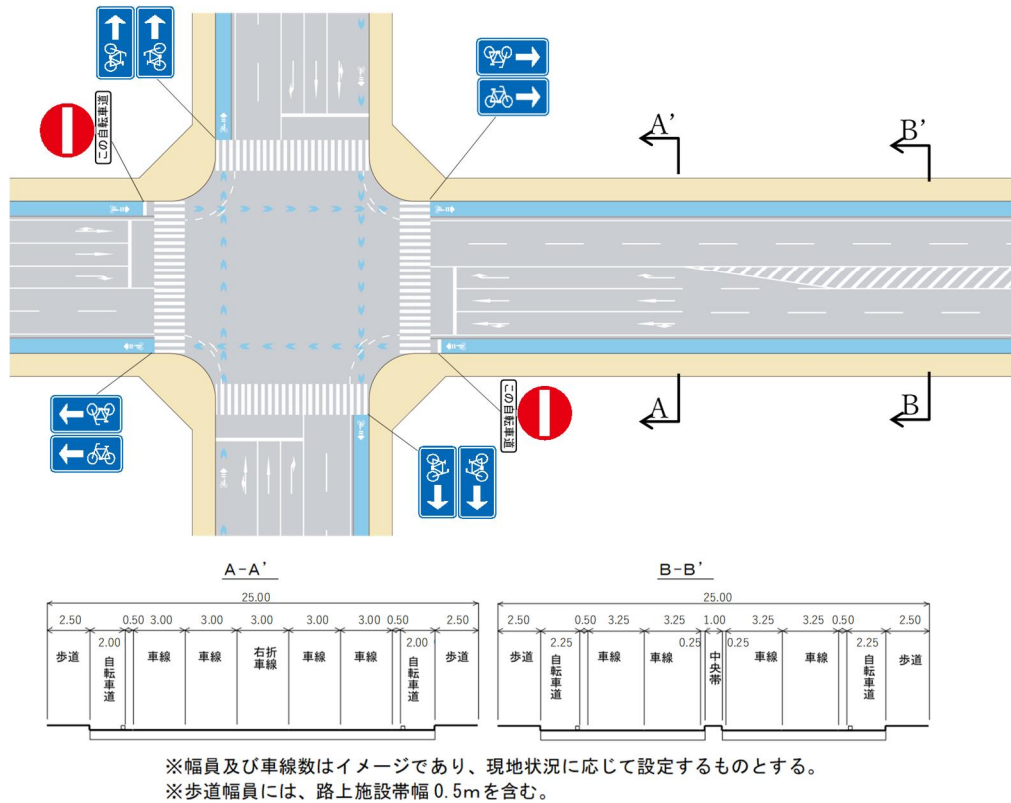 この自転車道
A'
B'
A
B
この自転車道
A-A'
B-B'
25.00
25.00
2.50 0.50 3.00 3.00 3.00 3.00 3.00 0.50 2.50
2.50 0.50 3.25 3.25 1.00 3.25 3.25 0.50 2.50
2.00 2.00
2.25 0.25 0.25 2.25
歩道 自転車道 車線 車線 右折車線 車線 車線 自転車道 歩道
歩道 自転車道 車線 車線 中央帯 車線 車線 自転車道 歩道
※幅員及び車線数はイメージであり、現地状況に応じて設定するものとする。
※歩道幅員には、路上施設帯幅0.5mを含む。